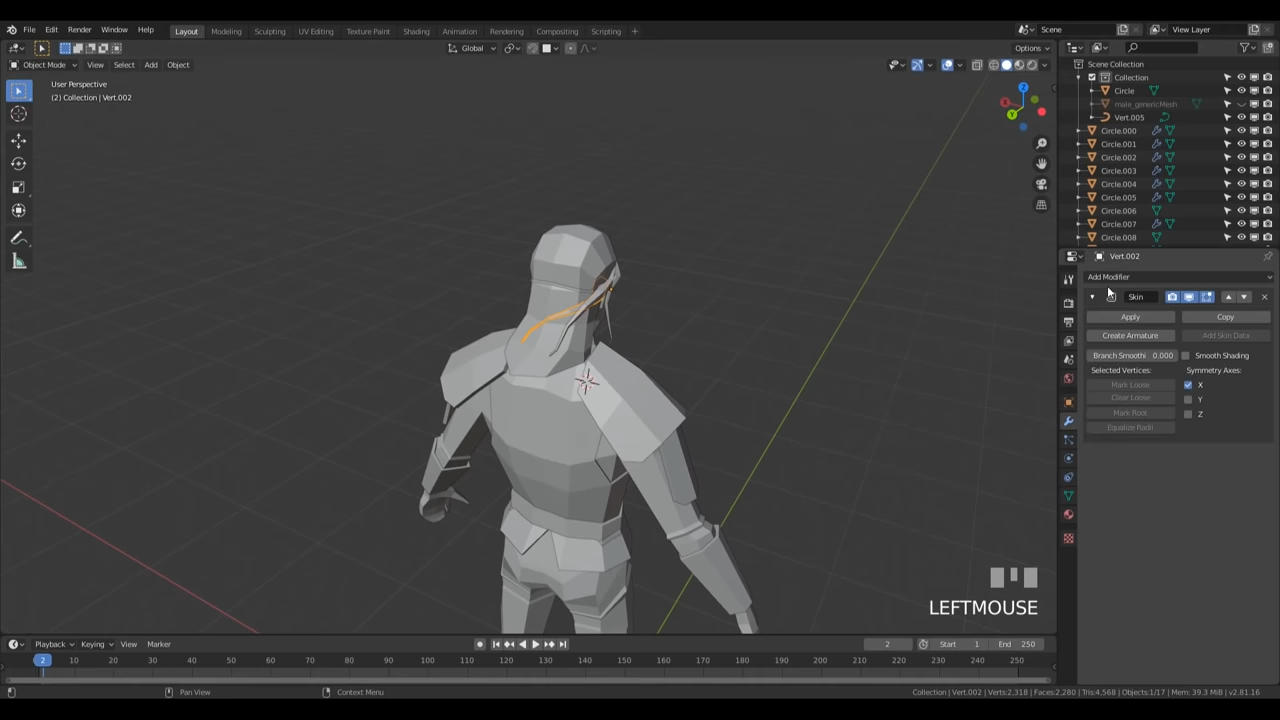 File Edit Render Window Help Layout Modeling Sculpting UV Editing Texture Paint Shading Animation Rendering Compositing Scripting + Scene View Layer
Global Options
Object Mode View Select Add Object
User Perspective
(2) Collection | Vert.002
Z
X
Y
Scene Collection
Collection
Circle
male_genericMesh
Vert.005
Circle.000
Circle.001
Circle.002
Circle.003
Circle.004
Circle.005
Circle.006
Circle.007
Circle.008
Vert.002
Add Modifier
Skin
Apply Copy
Create Armature Add Skin Data
Branch Smoothi 0.000 Smooth Shading
Selected Vertices: Symmetry Axes:
Mark Loose X
Clear Loose Y
Mark Root Z
Equalize Radii
LEFTMOUSE
Playback Keying View Marker 2 Start 1 End 250
2 10 20 30 40 50 60 70 80 90 100 110 120 130 140 150 160 170 180 190 200 210 220 230 240 250
Pan View Context Menu Collection | Vert.002 | Verts:2,318 | Faces:2,280 | Tris:4,568 | Objects:1/17 | Mem: 39.3 MiB | v2.81.16